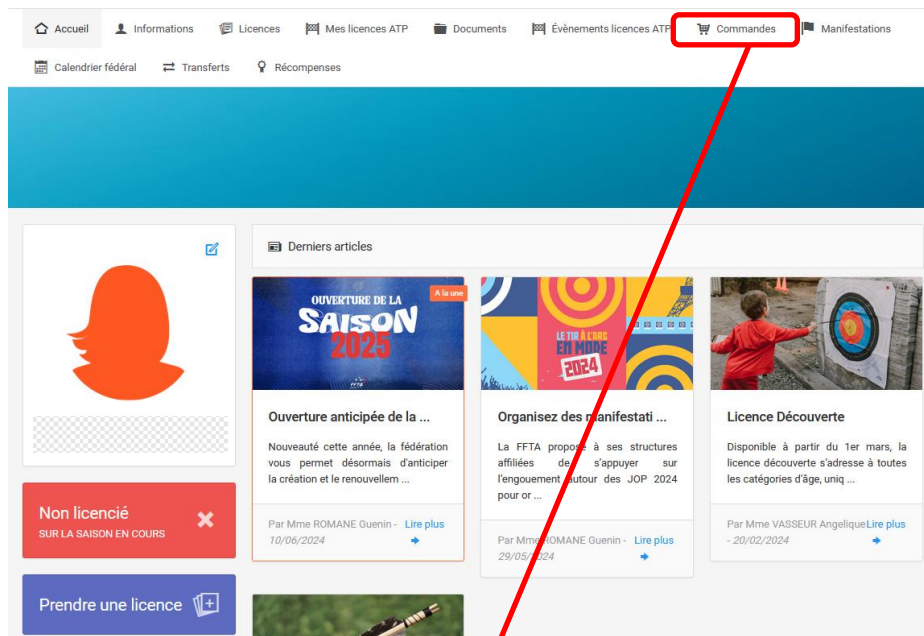 Accueil Informations Licences Mes licences ATP Documents Évènements licences ATP Commandes Manifestations
Calendrier fédéral Transferts Récompenses
Derniers articles
A la une
OUVERTURE DE LA
SAISON
2025
FFTA
LE TIR À L'ARC
EN MODE
2024
Ouverture anticipée de la ...
Nouveauté cette année, la fédération
vous permet désormais d'anticiper
la création et le renouvellem ...
Par Mme ROMANE Guenin - Lire plus
10/06/2024
Organisez des manifestati ...
La FFTA propose à ses structures
affiliées de s'appuyer sur
l'engouement autour des JOP 2024
pour or ...
Par Mme ROMANE Guenin - Lire plus
29/05/2024
Licence Découverte
Disponible à partir du 1er mars, la
licence découverte s'adresse à toutes
les catégories d'âge, uniq ...
Par Mme VASSEUR Angelique Lire plus
- 20/02/2024
Non licencié
SUR LA SAISON EN COURS
Prendre une licence